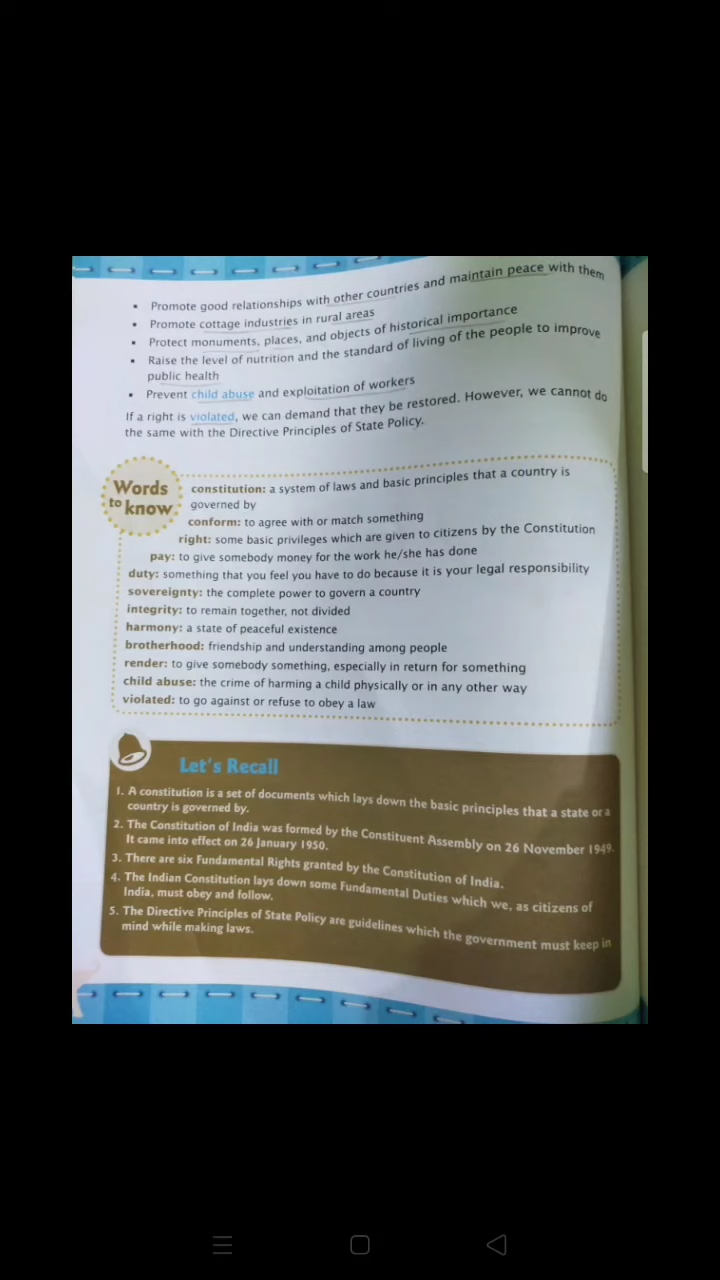 • Promote good relationships with other countries and maintain peace with them
• Promote cottage industries in rural areas
• Protect monuments, places, and objects of historical importance
• Raise the level of nutrition and the standard of living of the people to improve
public health
• Prevent child abuse and exploitation of workers
If a right is violated, we can demand that they be restored. However, we cannot do
the same with the Directive Principles of State Policy.
Words
to know
constitution: a system of laws and basic principles that a country is
governed by
conform: to agree with or match something
right: some basic privileges which are given to citizens by the Constitution
pay: to give somebody money for the work he/she has done
duty: something that you feel you have to do because it is your legal responsibility
sovereignty: the complete power to govern a country
integrity: to remain together, not divided
harmony: a state of peaceful existence
brotherhood: friendship and understanding among people
render: to give somebody something, especially in return for something
child abuse: the crime of harming a child physically or in any other way
violated: to go against or refuse to obey a law
Let's Recall
1. A constitution is a set of documents which lays down the basic principles that a state or a
country is governed by.
2. The Constitution of India was formed by the Constituent Assembly on 26 November 1949.
It came into effect on 26 January 1950.
3. There are six Fundamental Rights granted by the Constitution of India.
4. The Indian Constitution lays down some Fundamental Duties which we, as citizens of
India, must obey and follow.
5. The Directive Principles of State Policy are guidelines which the government must keep in
mind while making laws.